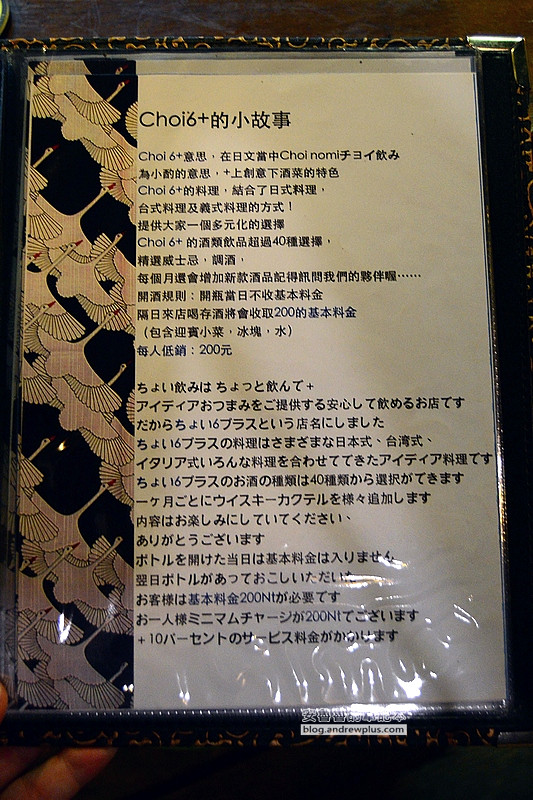 Choi6+的小故事
Choi 6+意思，在日文當中Choi nomiチヨイ飲み
為小酌的意思，+上創意下酒菜的特色
Choi 6+的料理，結合了日式料理，
台式料理及義式料理的方式！
提供大家一個多元化的選擇
Choi 6+ 的酒類飲品超過40種選擇，
精選威士忌，調酒，
每個月還會增加新款酒品記得訊問我們的夥伴喔……
開酒規則：開瓶當日不收基本料金
隔日來店喝存酒將會收取200的基本料金
（包含迎賓小菜，冰塊，水）
每人低銷：200元
ちょい飲みは ちょっと飲んで＋
アイディアおつまみをご提供する安心して飲めるお店です
だからちょい6プラスという店名にしました
ちょい6プラスの料理はさまざまな日本式、台湾式、
イタリア式いろんな料理を合わせててきたアイディア料理です
ちょい6プラスのお酒の種類は40種類から選択ができます
一ヶ月ごとにウイスキーカクテルを様々追加します
内容はお楽しみにしていてください、
ありがとうございます
ボトルを開けた当日は基本料金は入りません
翌日ボトルがあっておこしいただいた
お客様は基本料金200Ntが必要です
お一人様ミニマムチャージが200Ntでございます
＋10パーセントのサービス料金がかかります
blog.andrewplus.com